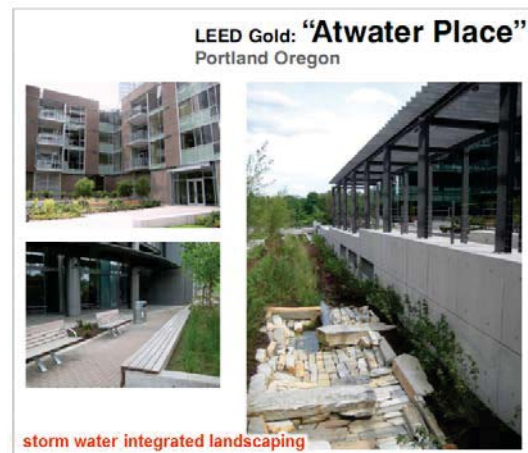 LEED Gold: “Atwater Place”
Portland Oregon
storm water integrated landscaping